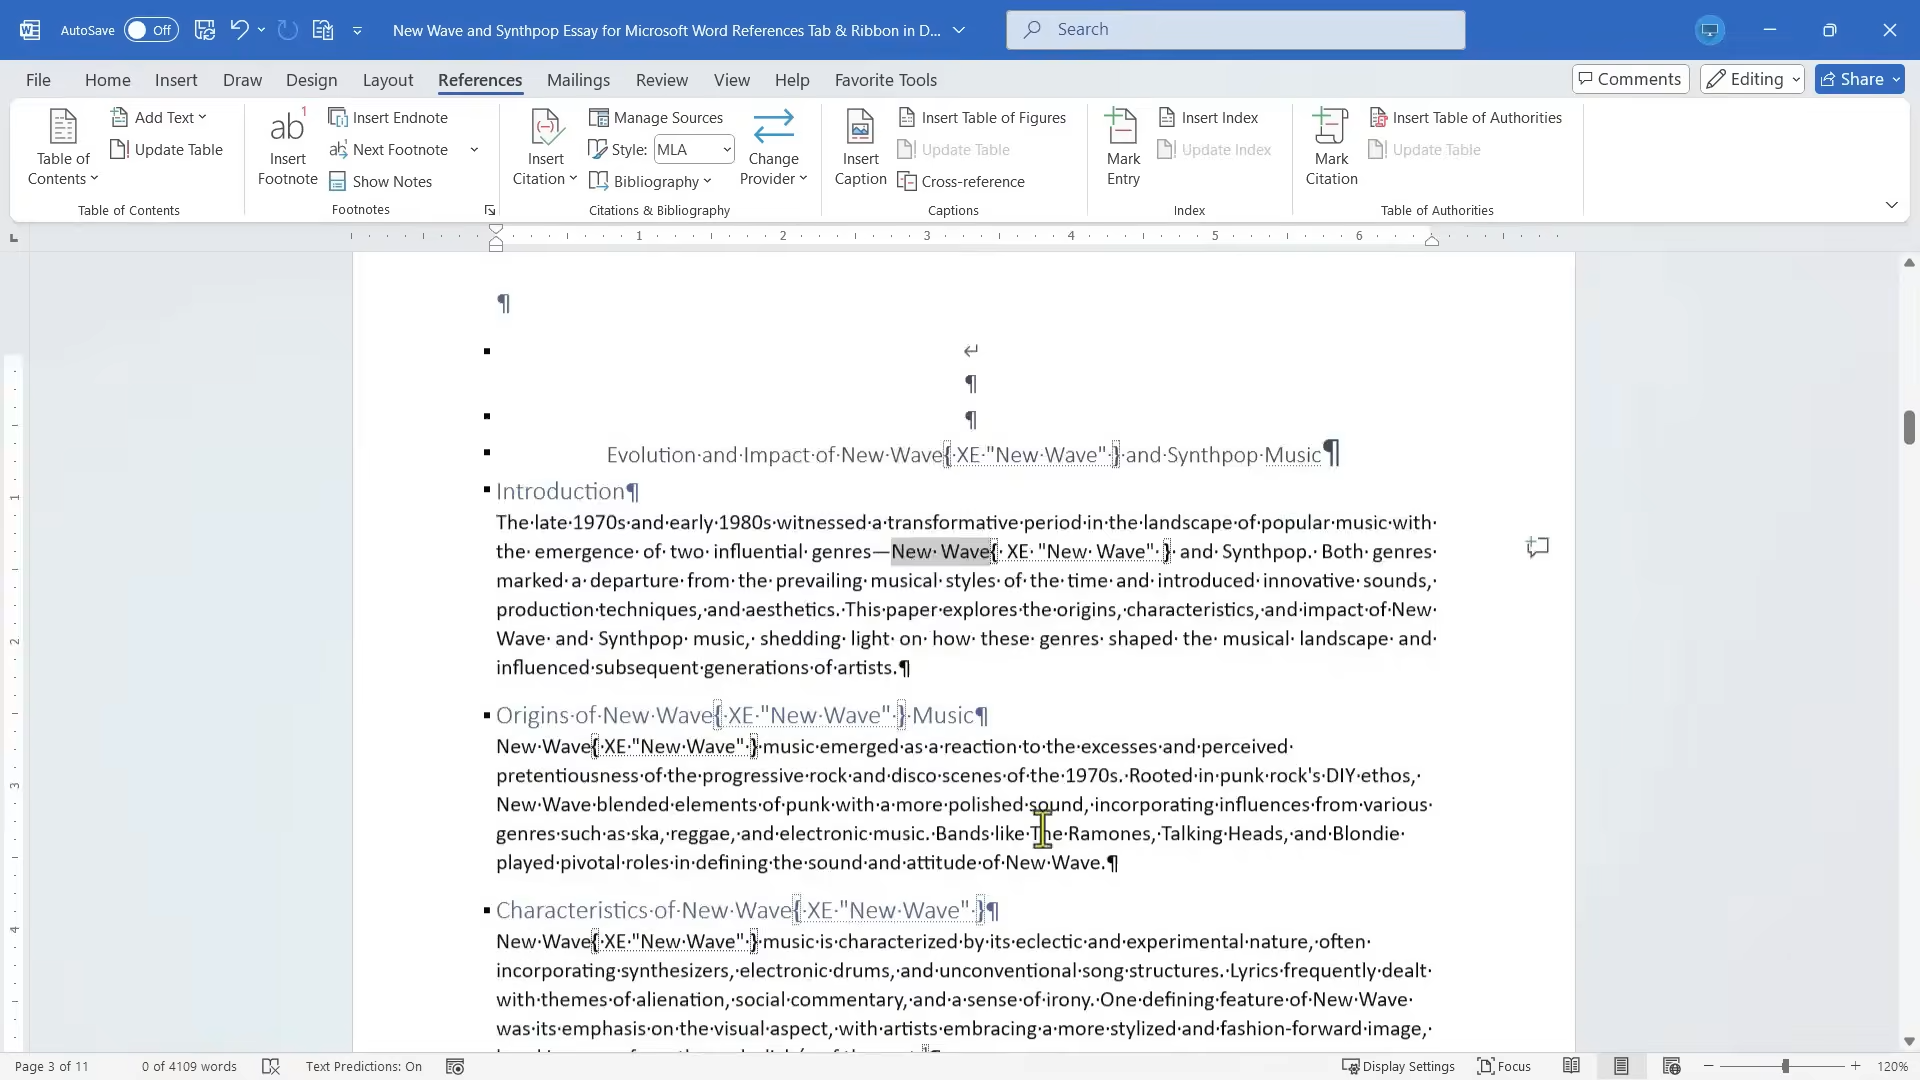 AutoSave Off New Wave and Synthpop Essay for Microsoft Word References Tab & Ribbon in D... Search
File Home Insert Draw Design Layout References Mailings Review View Help Favorite Tools Comments Editing Share
Table of Contents
Add Text
Update Table
Table of Contents
ab 1
Insert Footnote
Insert Endnote
Next Footnote
Show Notes
Footnotes
Insert Citation
Manage Sources
Style: MLA
Bibliography
Change Provider
Citations & Bibliography
Insert Caption
Insert Table of Figures
Update Table
Cross-reference
Captions
Mark Entry
Insert Index
Update Index
Index
Mark Citation
Insert Table of Authorities
Update Table
Table of Authorities
1 2 3 4 5 6
¶
↵
¶
¶
Evolution·and·Impact·of·New·Wave{·XE·"New·Wave"·}·and·Synthpop·Music¶
Introduction¶
The·late·1970s·and·early·1980s·witnessed·a·transformative·period·in·the·landscape·of·popular·music·with·
the·emergence·of·two·influential·genres—New·Wave{·XE·"New·Wave"·}·and·Synthpop.·Both·genres·
marked·a·departure·from·the·prevailing·musical·styles·of·the·time·and·introduced·innovative·sounds,·
production·techniques,·and·aesthetics.·This·paper·explores·the·origins,·characteristics,·and·impact·of·New·
Wave·and·Synthpop·music,·shedding·light·on·how·these·genres·shaped·the·musical·landscape·and·
influenced·subsequent·generations·of·artists.¶
Origins·of·New·Wave{·XE·"New·Wave"·}·Music¶
New·Wave{·XE·"New·Wave"·}·music·emerged·as·a·reaction·to·the·excesses·and·perceived·
pretentiousness·of·the·progressive·rock·and·disco·scenes·of·the·1970s.·Rooted·in·punk·rock's·DIY·ethos,·
New·Wave·blended·elements·of·punk·with·a·more·polished·sound,·incorporating·influences·from·various·
genres·such·as·ska,·reggae,·and·electronic·music.·Bands·like·The·Ramones,·Talking·Heads,·and·Blondie·
played·pivotal·roles·in·defining·the·sound·and·attitude·of·New·Wave.¶
Characteristics·of·New·Wave{·XE·"New·Wave"·}¶
New·Wave{·XE·"New·Wave"·}·music·is·characterized·by·its·eclectic·and·experimental·nature,·often·
incorporating·synthesizers,·electronic·drums,·and·unconventional·song·structures.·Lyrics·frequently·dealt·
with·themes·of·alienation,·social·commentary,·and·a·sense·of·irony.·One·defining·feature·of·New·Wave·
was·its·emphasis·on·the·visual·aspect,·with·artists·embracing·a·more·stylized·and·fashion-forward·image,·
1
2
3
4
Page 3 of 11 0 of 4109 words Text Predictions: On Display Settings Focus 120%